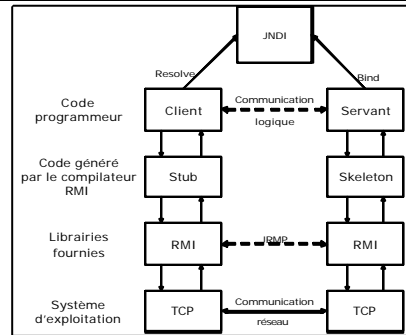 JNDI
Resolve
Bind
Code
programmeur
Client
Communication
logique
Servant
Code généré
par le compilateur
RMI
Stub
Skeleton
Librairies
fournies
RMI
JRMP
RMI
Système
d'exploitation
TCP
Communication
réseau
TCP